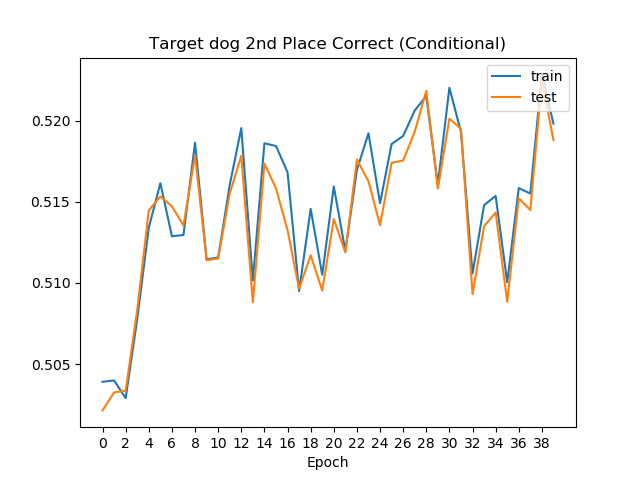 Target dog 2nd Place Correct (Conditional)
train
test
0.520
0.515
0.510
0.505
0 2 4 6 8 10 12 14 16 18 20 22 24 26 28 30 32 34 36 38
Epoch